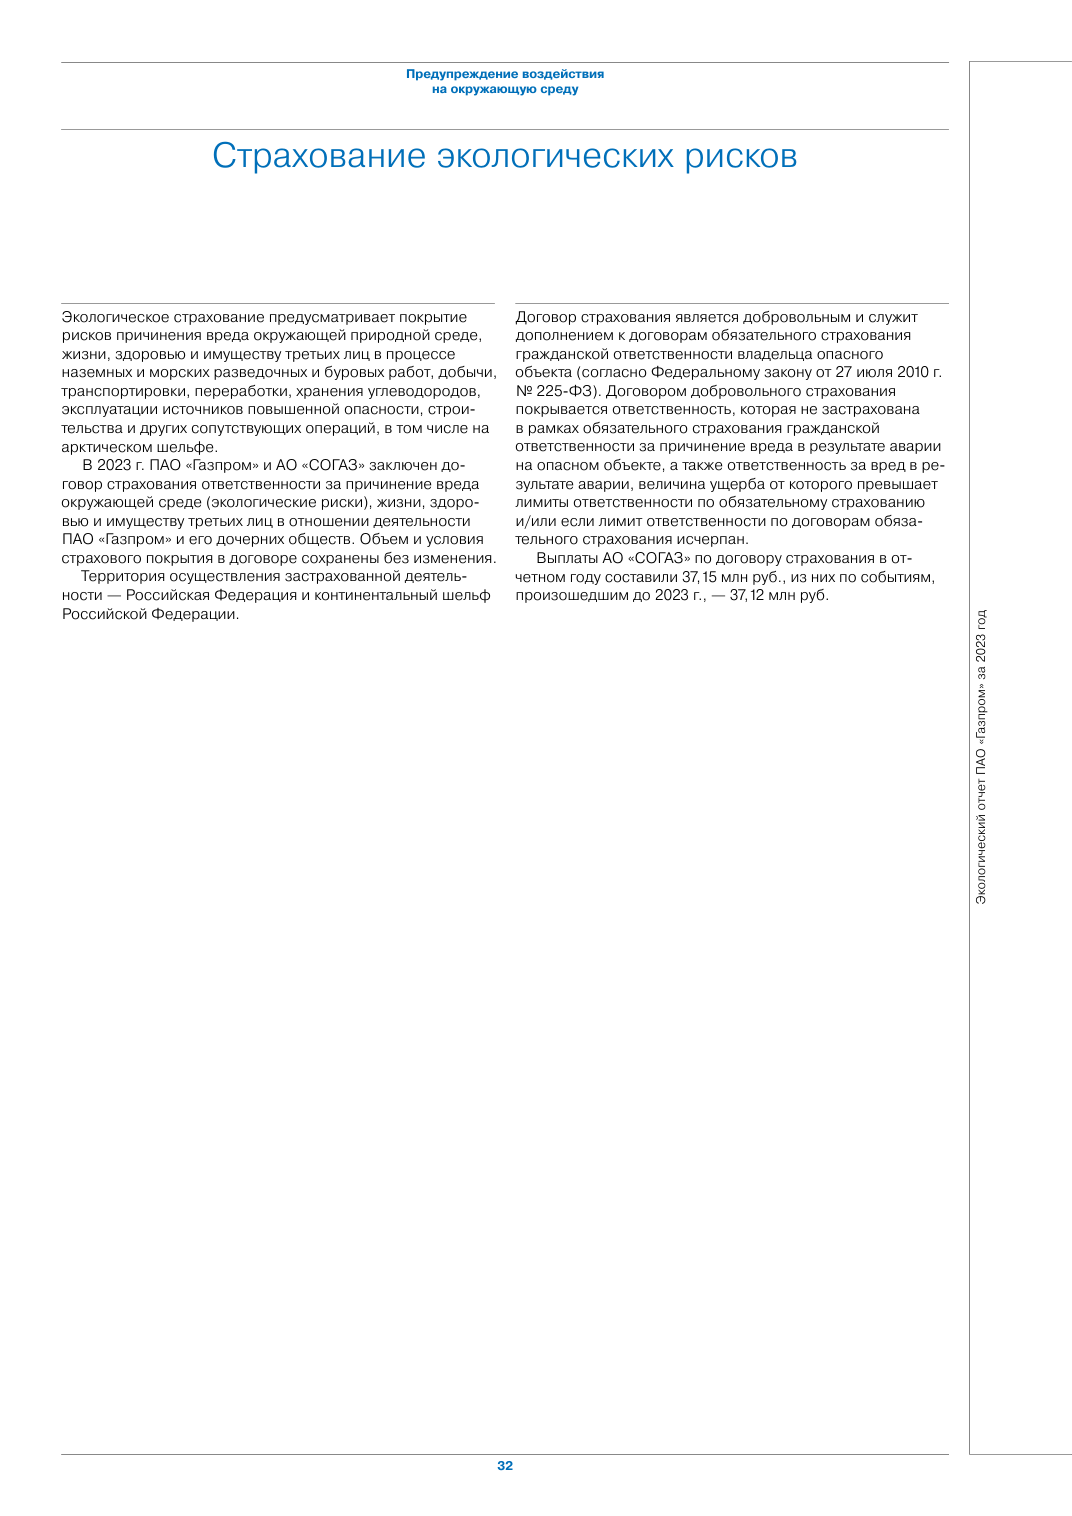 Предупреждение воздействия
на окружающую среду
Страхование экологических рисков
Экологическое страхование предусматривает покрытие
рисков причинения вреда окружающей природной среде,
жизни, здоровью и имуществу третьих лиц в процессе
наземных и морских разведочных и буровых работ, добычи,
транспортировки, переработки, хранения углеводородов,
эксплуатации источников повышенной опасности, строи-
тельства и других сопутствующих операций, в том числе на
арктическом шельфе.
В 2023 г. ПАО «Газпром» и АО «СОГАЗ» заключен до-
говор страхования ответственности за причинение вреда
окружающей среде (экологические риски), жизни, здоро-
вью и имуществу третьих лиц в отношении деятельности
ПАО «Газпром» и его дочерних обществ. Объем и условия
страхового покрытия в договоре сохранены без изменения.
Территория осуществления застрахованной деятель-
ности — Российская Федерация и континентальный шельф
Российской Федерации.
Договор страхования является добровольным и служит
дополнением к договорам обязательного страхования
гражданской ответственности владельца опасного
объекта (согласно Федеральному закону от 27 июля 2010 г.
№ 225-ФЗ). Договором добровольного страхования
покрывается ответственность, которая не застрахована
в рамках обязательного страхования гражданской
ответственности за причинение вреда в результате аварии
на опасном объекте, а также ответственность за вред в ре-
зультате аварии, величина ущерба от которого превышает
лимиты ответственности по обязательному страхованию
и/или если лимит ответственности по договорам обяза-
тельного страхования исчерпан.
Выплаты АО «СОГАЗ» по договору страхования в от-
четном году составили 37,15 млн руб., из них по событиям,
произошедшим до 2023 г., — 37,12 млн руб.
Экологический отчет ПАО «Газпром» за 2023 год
32